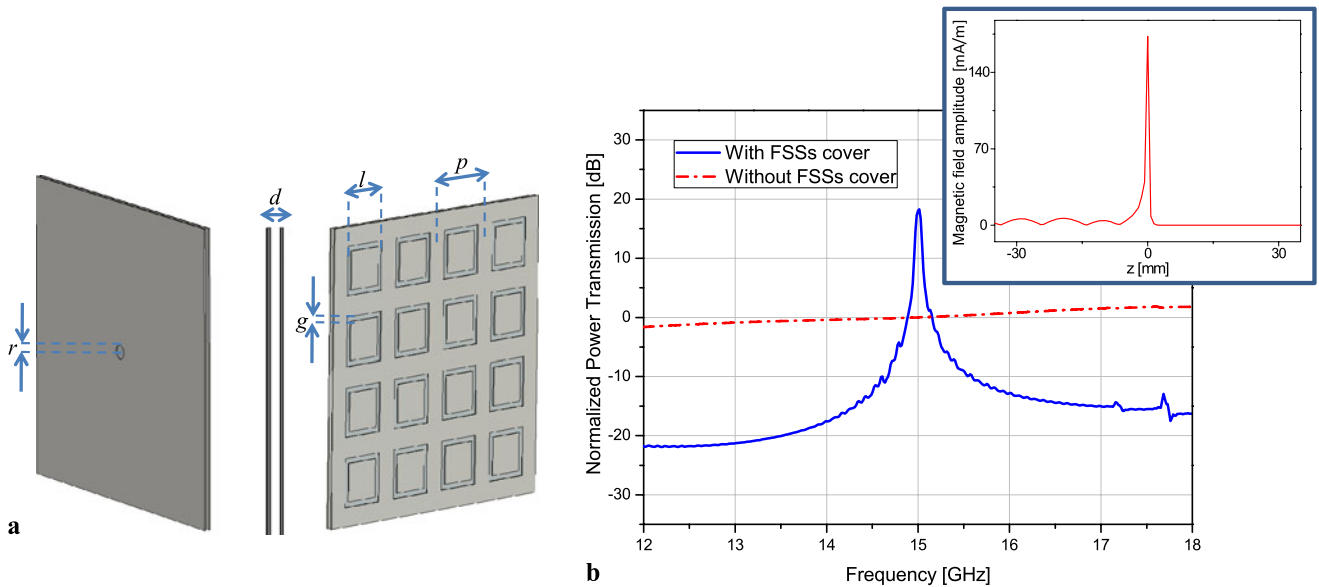 l
p
d
g
r
a
Normalized Power Transmission [dB]
30
20
10
0
-10
-20
-30
With FSSs cover
Without FSSs cover
12
13
14
15
16
17
18
Frequency [GHz]
b
Magnetic field amplitude [mA/m]
140
70
0
-30
0
30
z [mm]